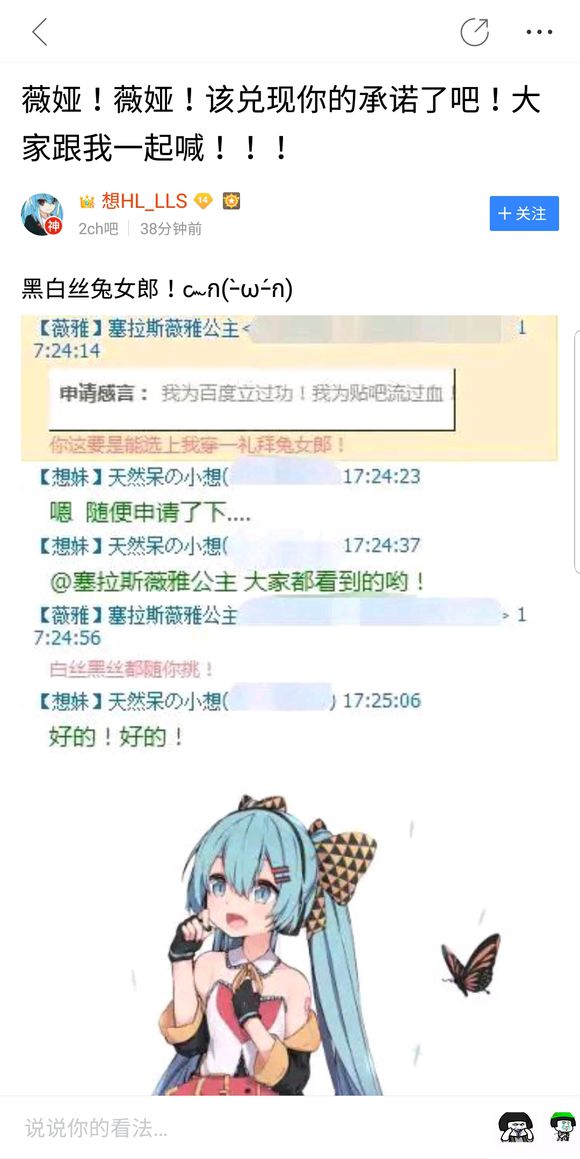 薇娅！薇娅！该兑现你的承诺了吧！大
家跟我一起喊！！！
想HL_LLS 14
神
2ch吧 38分钟前
+ 关注
黑白丝兔女郎！
【薇雅】塞拉斯薇雅公主< 1
7:24:14
申请感言： 我为百度立过功！我为贴吧流过血！
你这要是能选上我穿一礼拜兔女郎！
【想妹】天然呆の小想( 17:24:23
嗯 随便申请了下....
【想妹】天然呆の小想( 17:24:37
@塞拉斯薇雅公主 大家都看到的哟！
【薇雅】塞拉斯薇雅公主 > 1
7:24:56
白丝黑丝都随你挑！
【想妹】天然呆の小想( ) 17:25:06
好的！好的！
说说你的看法...